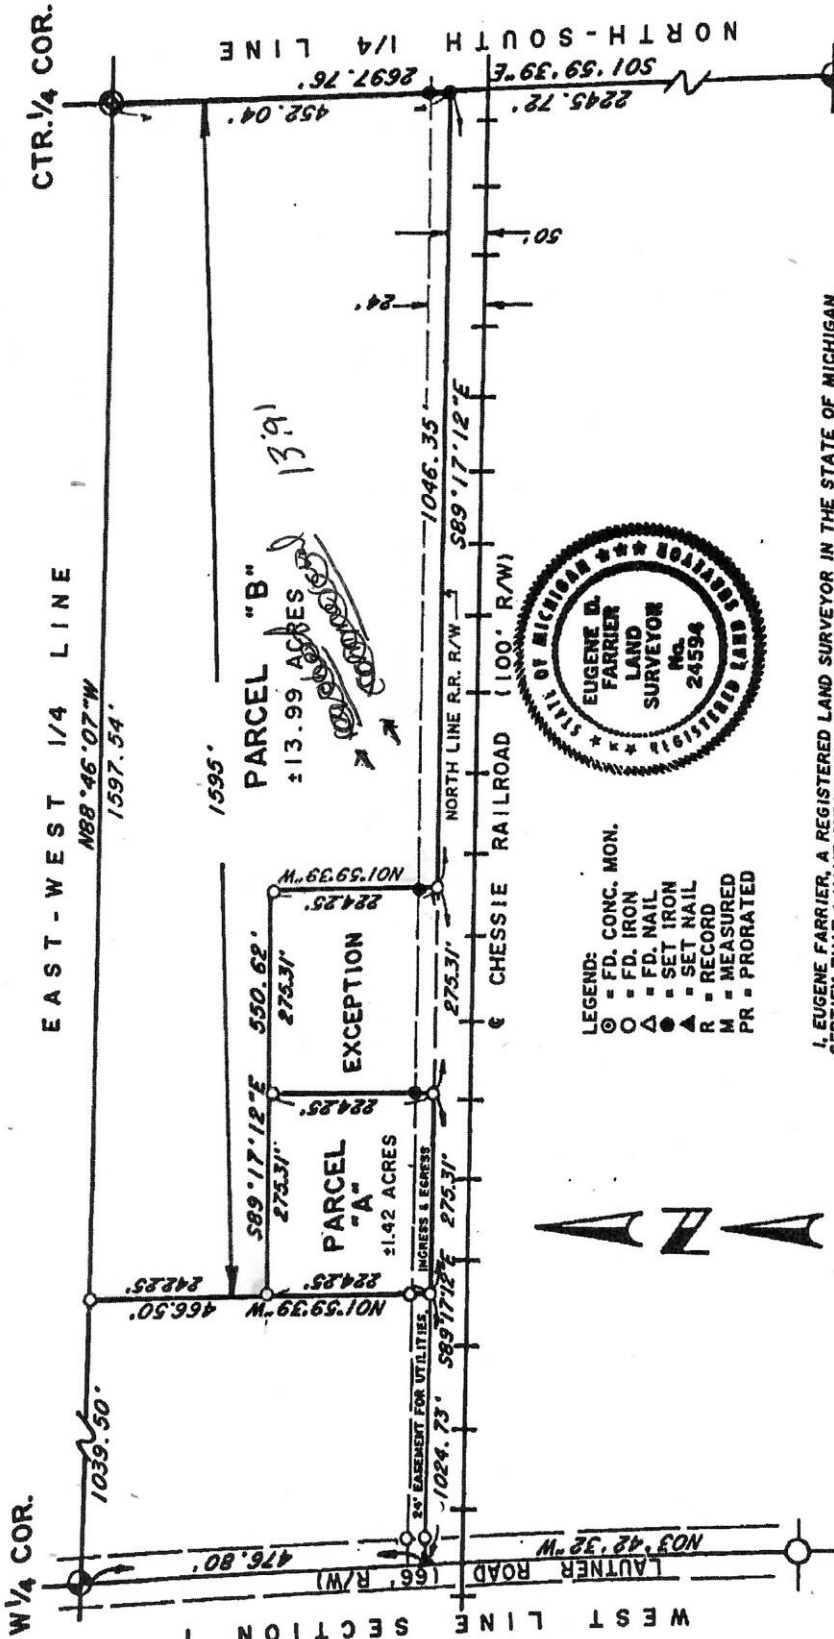 W 1/4 COR.
CTR. 1/4 COR.
EAST-WEST 1/4 LINE
N88°46'07"W
1039.50'
1597.54'
1595'
NORTH-SOUTH 1/4 LINE
2697.76'
452.04'
S01°59'39"E
2245.72'
242.25'
466.50'
N01°59'39"W
224.25'
S89°17'12"E 550.62'
275.31'
275.31'
PARCEL
"A"
±1.42 ACRES
224.25'
EXCEPTION
N01°59'39"W
224.25'
PARCEL "B"
±13.99 ACRES
13.91
24'
50'
476.80'
24' EASEMENT FOR UTILITIES, INGRESS & EGRESS
1024.73'
S89°17'12"E
275.31'
275.31'
1046.35'
NORTH LINE R.R. R/W
S89°17'12"E
℄ CHESSIE RAILROAD (100' R/W)
WEST LINE SECTION 1
LAUTNER ROAD (66' R/W)
N03°42'32"W
N
LEGEND:
⊙ = FD. CONC. MON.
○ = FD. IRON
△ = FD. NAIL
● = SET IRON
▲ = SET NAIL
R = RECORD
M = MEASURED
PR = PRORATED
STATE OF MICHIGAN
REGISTERED LAND SURVEYOR
EUGENE D.
FARRIER
LAND
SURVEYOR
No.
24594
I, EUGENE FARRIER, A REGISTERED LAND SURVEYOR IN THE STATE OF MICHIGAN